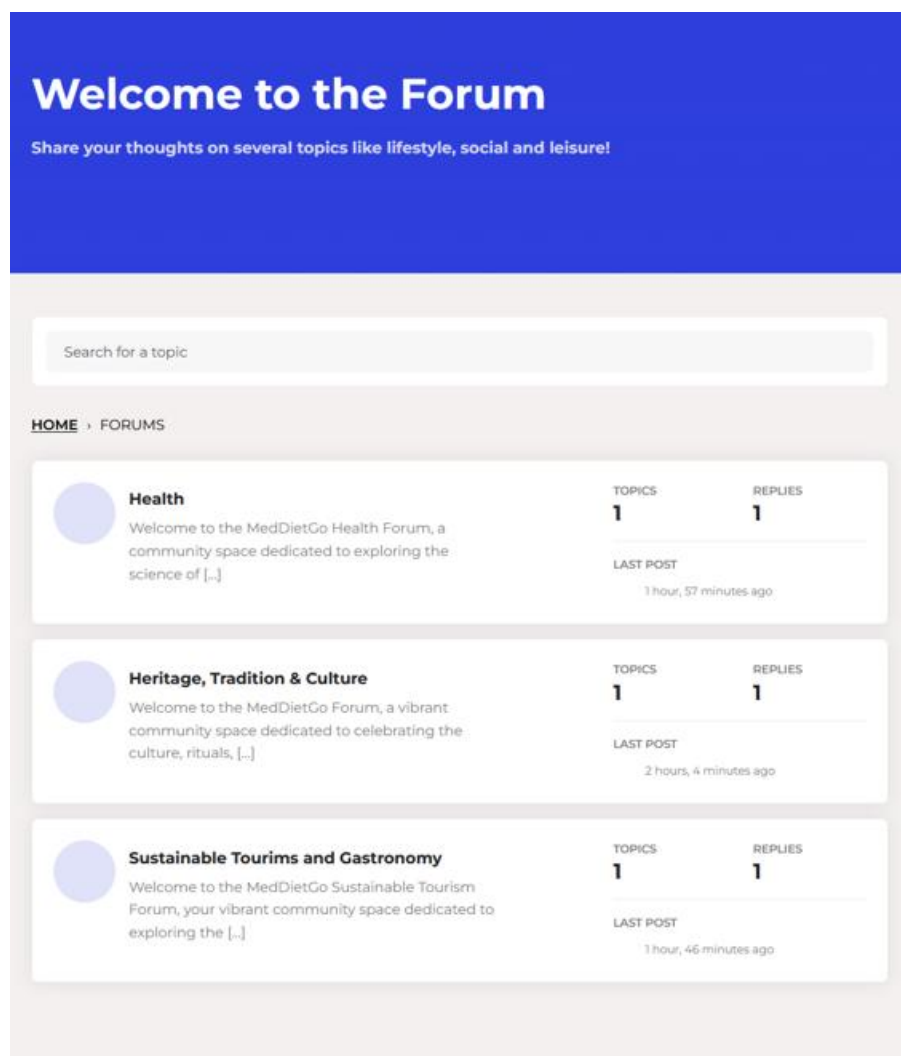 Welcome to the Forum
Share your thoughts on several topics like lifestyle, social and leisure!
Search for a topic
HOME › FORUMS
Health
Welcome to the MedDietGo Health Forum, a
community space dedicated to exploring the
science of [...]
TOPICS
1
REPLIES
1
LAST POST
1 hour, 57 minutes ago
Heritage, Tradition & Culture
Welcome to the MedDietGo Forum, a vibrant
community space dedicated to celebrating the
culture, rituals, [...]
TOPICS
1
REPLIES
1
LAST POST
2 hours, 4 minutes ago
Sustainable Tourims and Gastronomy
Welcome to the MedDietGo Sustainable Tourism
Forum, your vibrant community space dedicated to
exploring the [...]
TOPICS
1
REPLIES
1
LAST POST
1 hour, 46 minutes ago